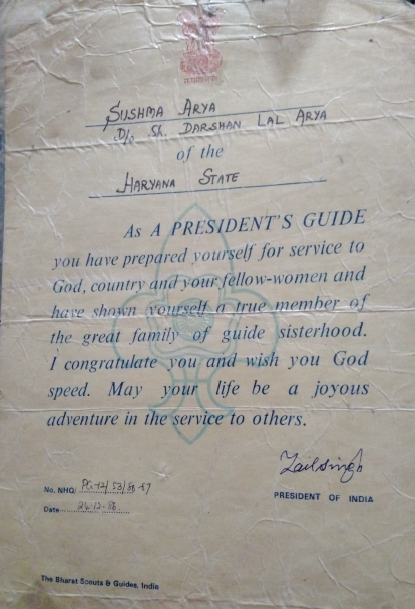 सत्यमेव जयते
SUSHMA ARYA
D/o Sh. DARSHAN LAL ARYA
of the
HARYANA STATE
As A PRESIDENT'S GUIDE
you have prepared yourself for service to
God, country and your fellow-women and
have shown yourself a true member of
the great family of guide sisterhood.
I congratulate you and wish you God
speed. May your life be a joyous
adventure in the service to others.
Zail Singh
PRESIDENT OF INDIA
No. NHQ/ PG-12/53/86-87
Date 24-12-86
The Bharat Scouts & Guides, India